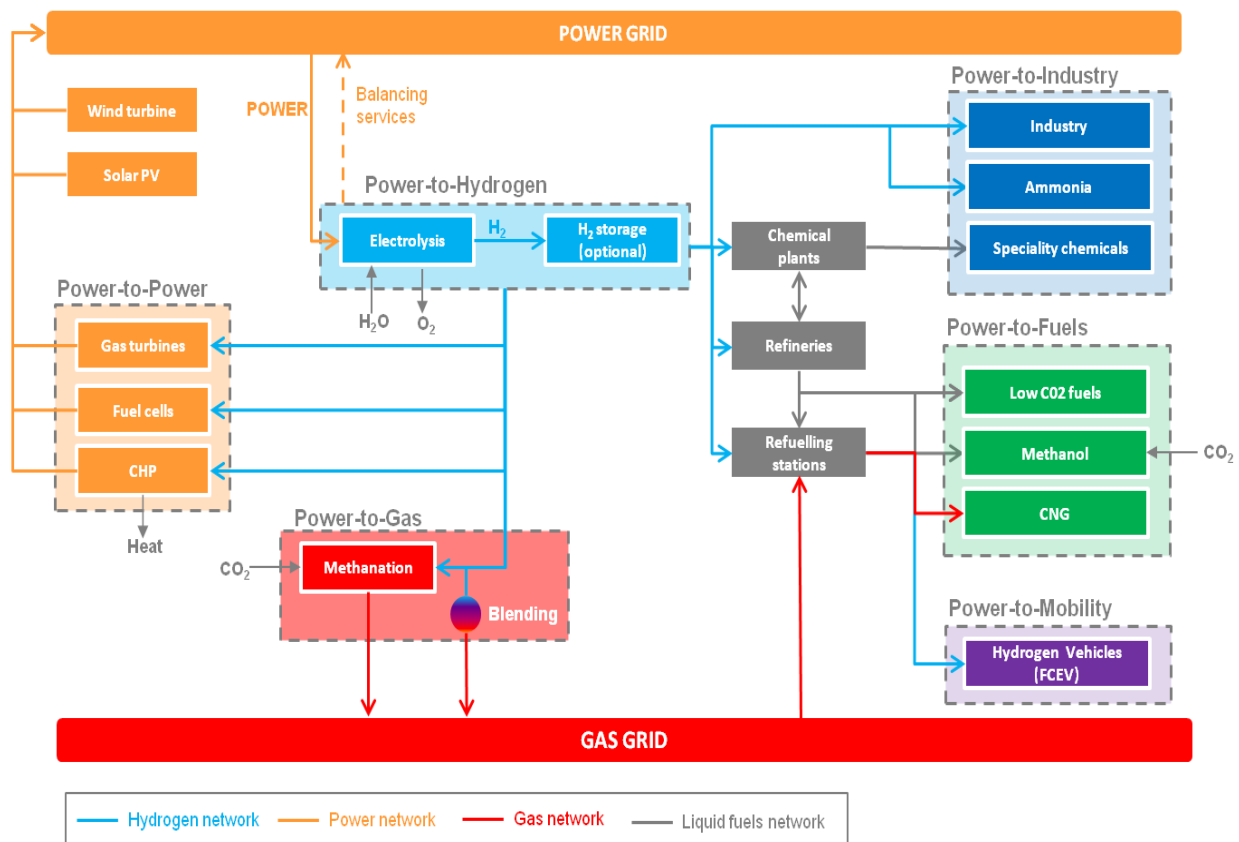 POWER GRID
Wind turbine
Solar PV
POWER
Balancing
services
Power-to-Hydrogen
Electrolysis
H₂
H₂ storage
(optional)
H₂O
O₂
Power-to-Power
Gas turbines
Fuel cells
CHP
Heat
Power-to-Gas
CO₂
Methanation
Blending
Chemical
plants
Refineries
Refuelling
stations
Power-to-Industry
Industry
Ammonia
Speciality chemicals
Power-to-Fuels
Low C02 fuels
Methanol
CO₂
CNG
Power-to-Mobility
Hydrogen Vehicles
(FCEV)
GAS GRID
Hydrogen network
Power network
Gas network
Liquid fuels network